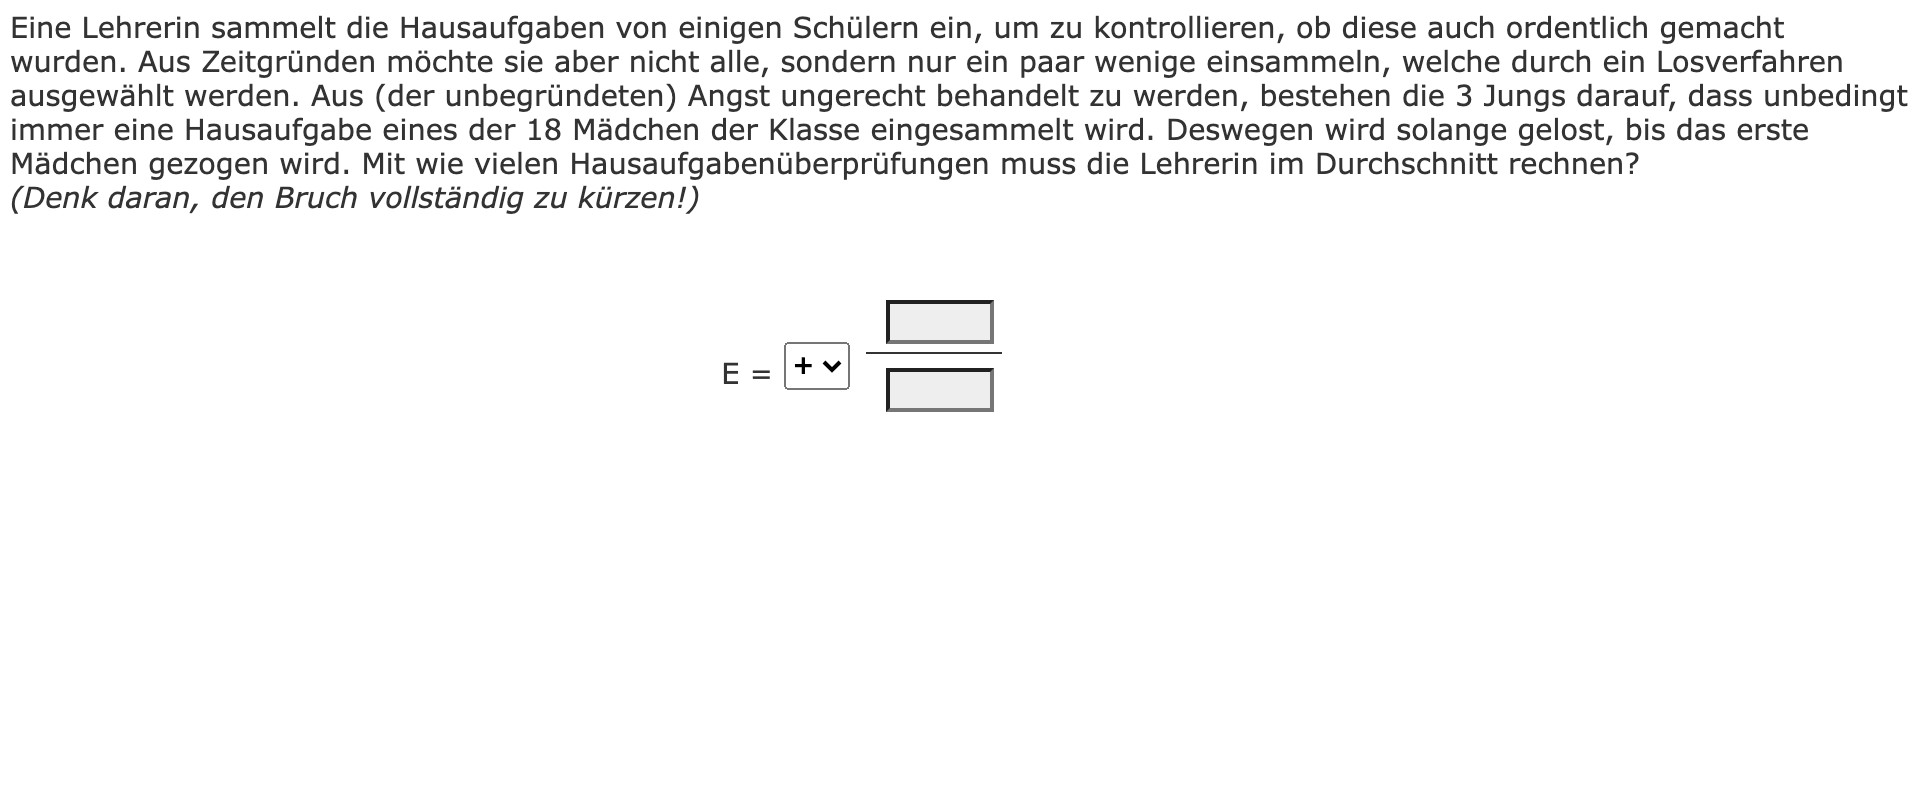 Eine Lehrerin sammelt die Hausaufgaben von einigen Schülern ein, um zu kontrollieren, ob diese auch ordentlich gemacht
wurden. Aus Zeitgründen möchte sie aber nicht alle, sondern nur ein paar wenige einsammeln, welche durch ein Losverfahren
ausgewählt werden. Aus (der unbegründeten) Angst ungerecht behandelt zu werden, bestehen die 3 Jungs darauf, dass unbedingt
immer eine Hausaufgabe eines der 18 Mädchen der Klasse eingesammelt wird. Deswegen wird solange gelost, bis das erste
Mädchen gezogen wird. Mit wie vielen Hausaufgabenüberprüfungen muss die Lehrerin im Durchschnitt rechnen?
(Denk daran, den Bruch vollständig zu kürzen!)
E = +